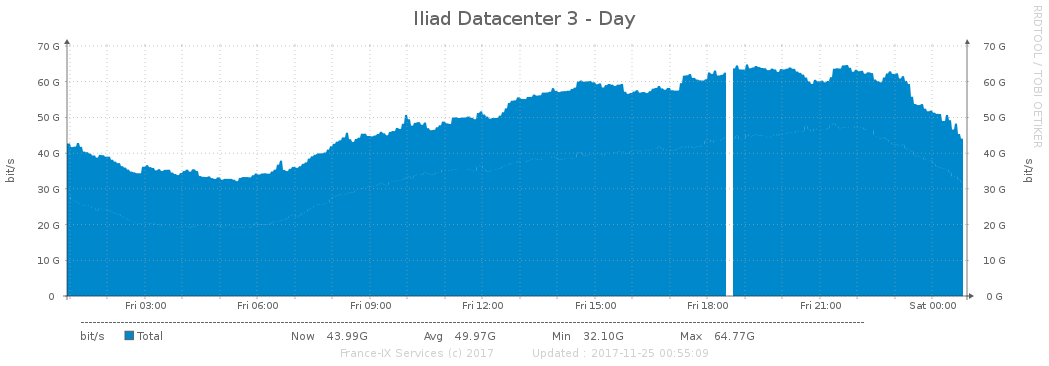 Iliad Datacenter 3 - Day
RRDTOOL / TOBI OETIKER
bit/s
70 G
60 G
50 G
40 G
30 G
20 G
10 G
0
70 G
60 G
50 G
40 G
30 G
20 G
10 G
0 G
bit/s
Fri 03:00 Fri 06:00 Fri 09:00 Fri 12:00 Fri 15:00 Fri 18:00 Fri 21:00 Sat 00:00
bit/s Total Now 43.99G Avg 49.97G Min 32.10G Max 64.77G
France-IX Services (c) 2017 Updated : 2017-11-25 00:55:09